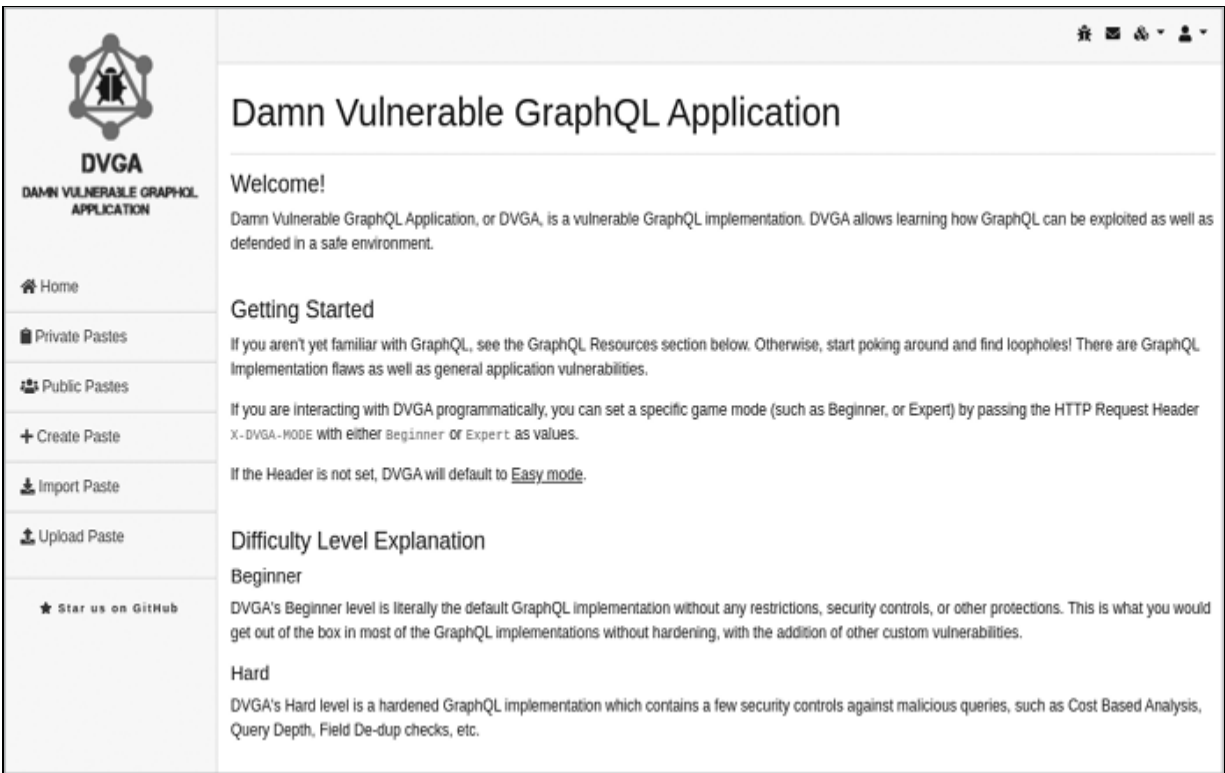 DVGA
DAMN VULNERABLE GRAPHQL
APPLICATION
Home
Private Pastes
Public Pastes
Create Paste
Import Paste
Upload Paste
Star us on GitHub
Damn Vulnerable GraphQL Application
Welcome!
Damn Vulnerable GraphQL Application, or DVGA, is a vulnerable GraphQL implementation. DVGA allows learning how GraphQL can be exploited as well as
defended in a safe environment.
Getting Started
If you aren't yet familiar with GraphQL, see the GraphQL Resources section below. Otherwise, start poking around and find loopholes! There are GraphQL
Implementation flaws as well as general application vulnerabilities.
If you are interacting with DVGA programmatically, you can set a specific game mode (such as Beginner, or Expert) by passing the HTTP Request Header
X-DVGA-MODE with either Beginner or Expert as values.
If the Header is not set, DVGA will default to Easy mode.
Difficulty Level Explanation
Beginner
DVGA's Beginner level is literally the default GraphQL implementation without any restrictions, security controls, or other protections. This is what you would
get out of the box in most of the GraphQL implementations without hardening, with the addition of other custom vulnerabilities.
Hard
DVGA's Hard level is a hardened GraphQL implementation which contains a few security controls against malicious queries, such as Cost Based Analysis,
Query Depth, Field De-dup checks, etc.